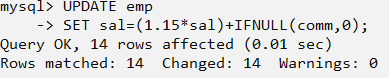 mysql> UPDATE emp
    -> SET sal=(1.15*sal)+IFNULL(comm,0);
Query OK, 14 rows affected (0.01 sec)
Rows matched: 14  Changed: 14  Warnings: 0